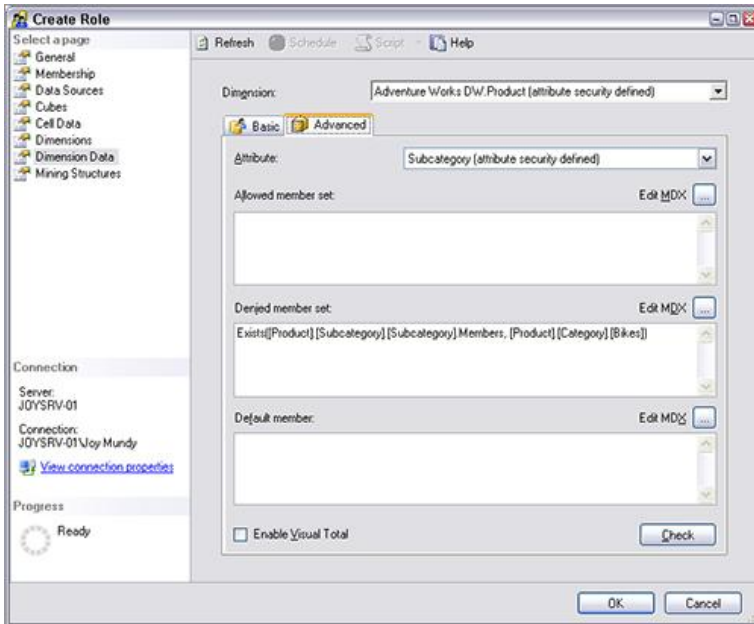 Create Role
Select a page
General
Membership
Data Sources
Cubes
Cell Data
Dimensions
Dimension Data
Mining Structures
Refresh Schedule Script Help
Dimension: Adventure Works DW.Product (attribute security defined)
Basic Advanced
Attribute: Subcategory (attribute security defined)
Allowed member set: Edit MDX ...
Denied member set: Edit MDX ...
Exists([Product].[Subcategory].[Subcategory].Members, [Product].[Category].[Bikes])
Default member: Edit MDX ...
Enable Visual Total
Check
Connection
Server:
JOYSRV-01
Connection:
JOYSRV-01\Joy Mundy
View connection properties
Progress
Ready
OK Cancel